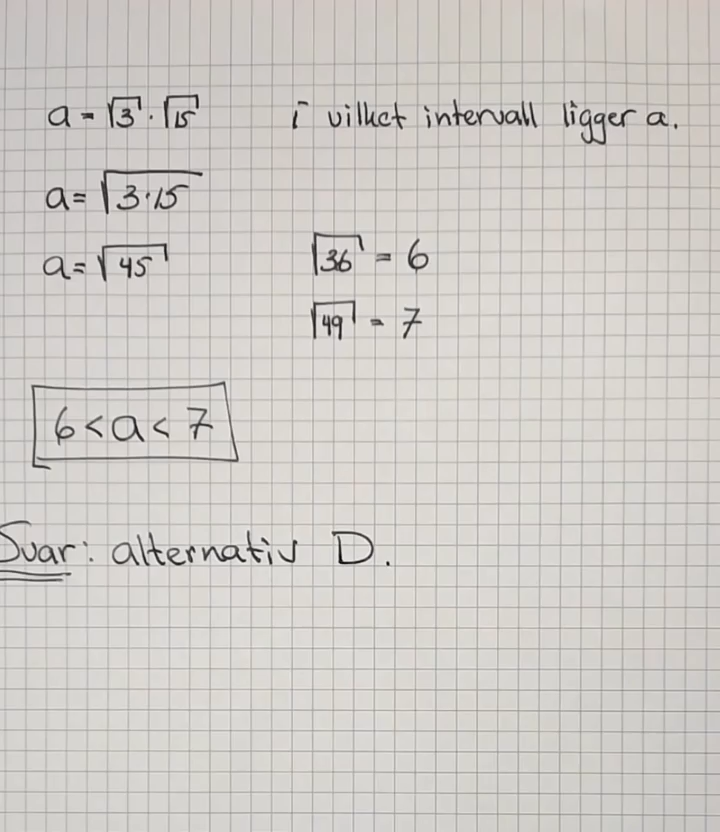 a = √3 · √15    i vilket intervall ligger a.
a = √3·15
a = √45    √36 = 6
√49 = 7
6 < a < 7
Svar: alternativ D.